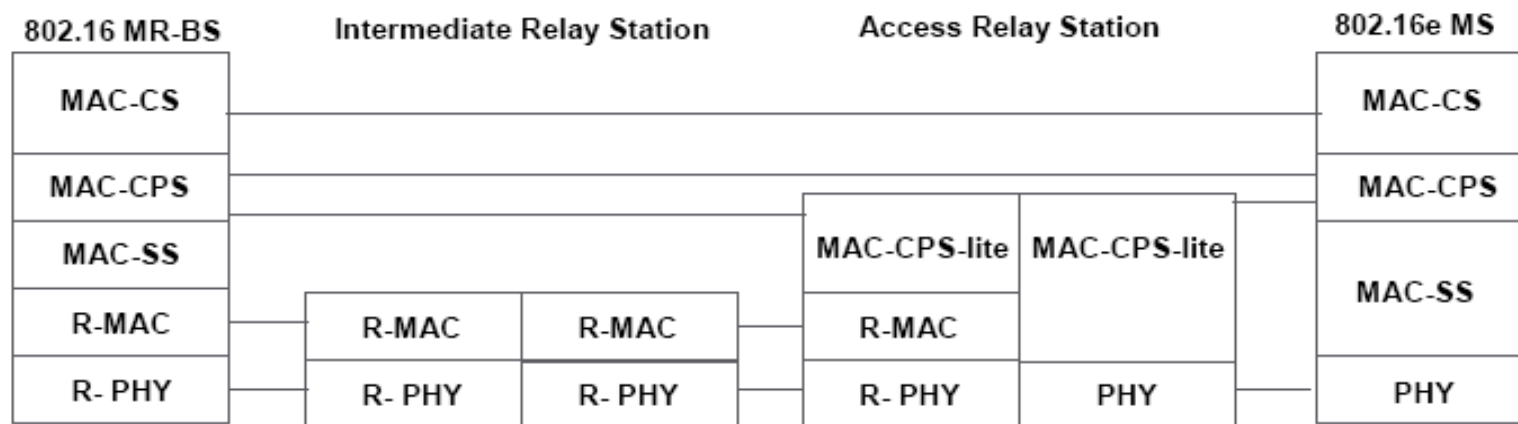 802.16 MR-BS
Intermediate Relay Station
Access Relay Station
802.16e MS
MAC-CS
MAC-CPS
MAC-SS
R-MAC
R- PHY
R-MAC
R-MAC
R- PHY
R- PHY
MAC-CPS-lite
MAC-CPS-lite
R-MAC
R- PHY
PHY
MAC-CS
MAC-CPS
MAC-SS
PHY